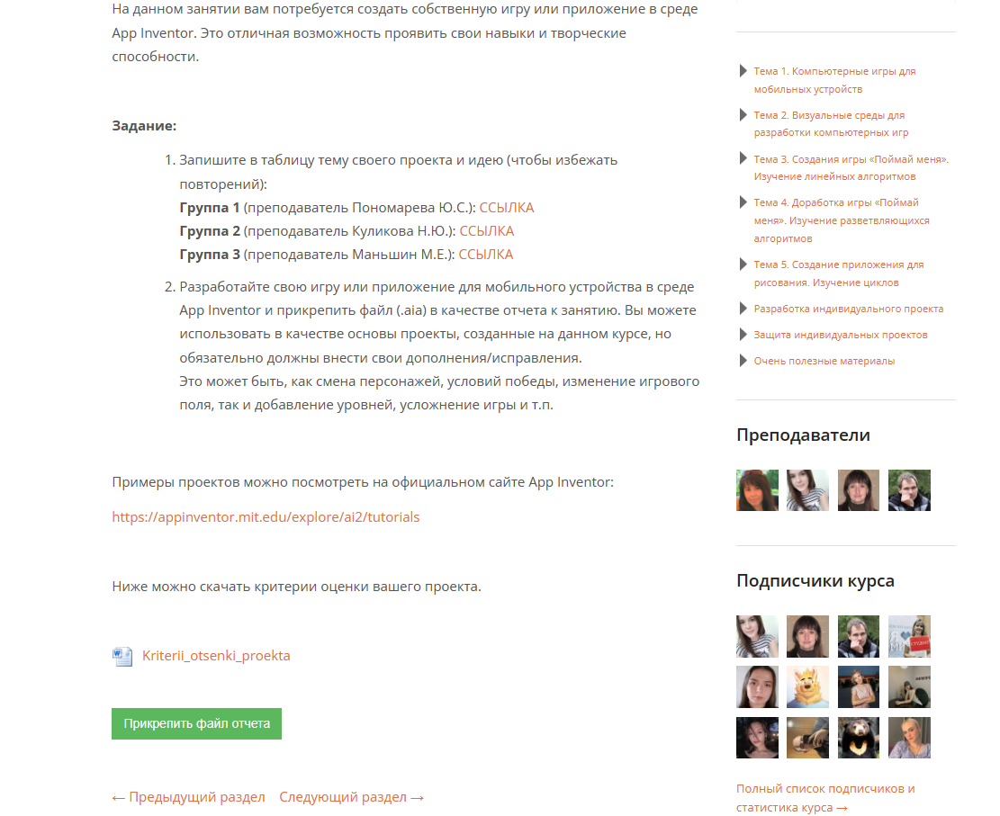 На данном занятии вам потребуется создать собственную игру или приложение в среде
App Inventor. Это отличная возможность проявить свои навыки и творческие
способности.
Задание:
1. Запишите в таблицу тему своего проекта и идею (чтобы избежать
повторений):
Группа 1 (преподаватель Пономарева Ю.С.): ССЫЛКА
Группа 2 (преподаватель Куликова Н.Ю.): ССЫЛКА
Группа 3 (преподаватель Маньшин М.Е.): ССЫЛКА
2. Разработайте свою игру или приложение для мобильного устройства в среде
App Inventor и прикрепить файл (.aia) в качестве отчета к занятию. Вы можете
использовать в качестве основы проекты, созданные на данном курсе, но
обязательно должны внести свои дополнения/исправления.
Это может быть, как смена персонажей, условий победы, изменение игрового
поля, так и добавление уровней, усложнение игры и т.п.
Примеры проектов можно посмотреть на официальном сайте App Inventor:
https://appinventor.mit.edu/explore/ai2/tutorials
Ниже можно скачать критерии оценки вашего проекта.
Kriterii_otsenki_proekta
Прикрепить файл отчета
← Предыдущий раздел Следующий раздел →
Тема 1. Компьютерные игры для
мобильных устройств
Тема 2. Визуальные среды для
разработки компьютерных игр
Тема 3. Создания игры «Поймай меня».
Изучение линейных алгоритмов
Тема 4. Доработка игры «Поймай
меня». Изучение разветвляющихся
алгоритмов
Тема 5. Создание приложения для
рисования. Изучение циклов
Разработка индивидуального проекта
Защита индивидуальных проектов
Очень полезные материалы
Преподаватели
Подписчики курса
Полный список подписчиков и
статистика курса →